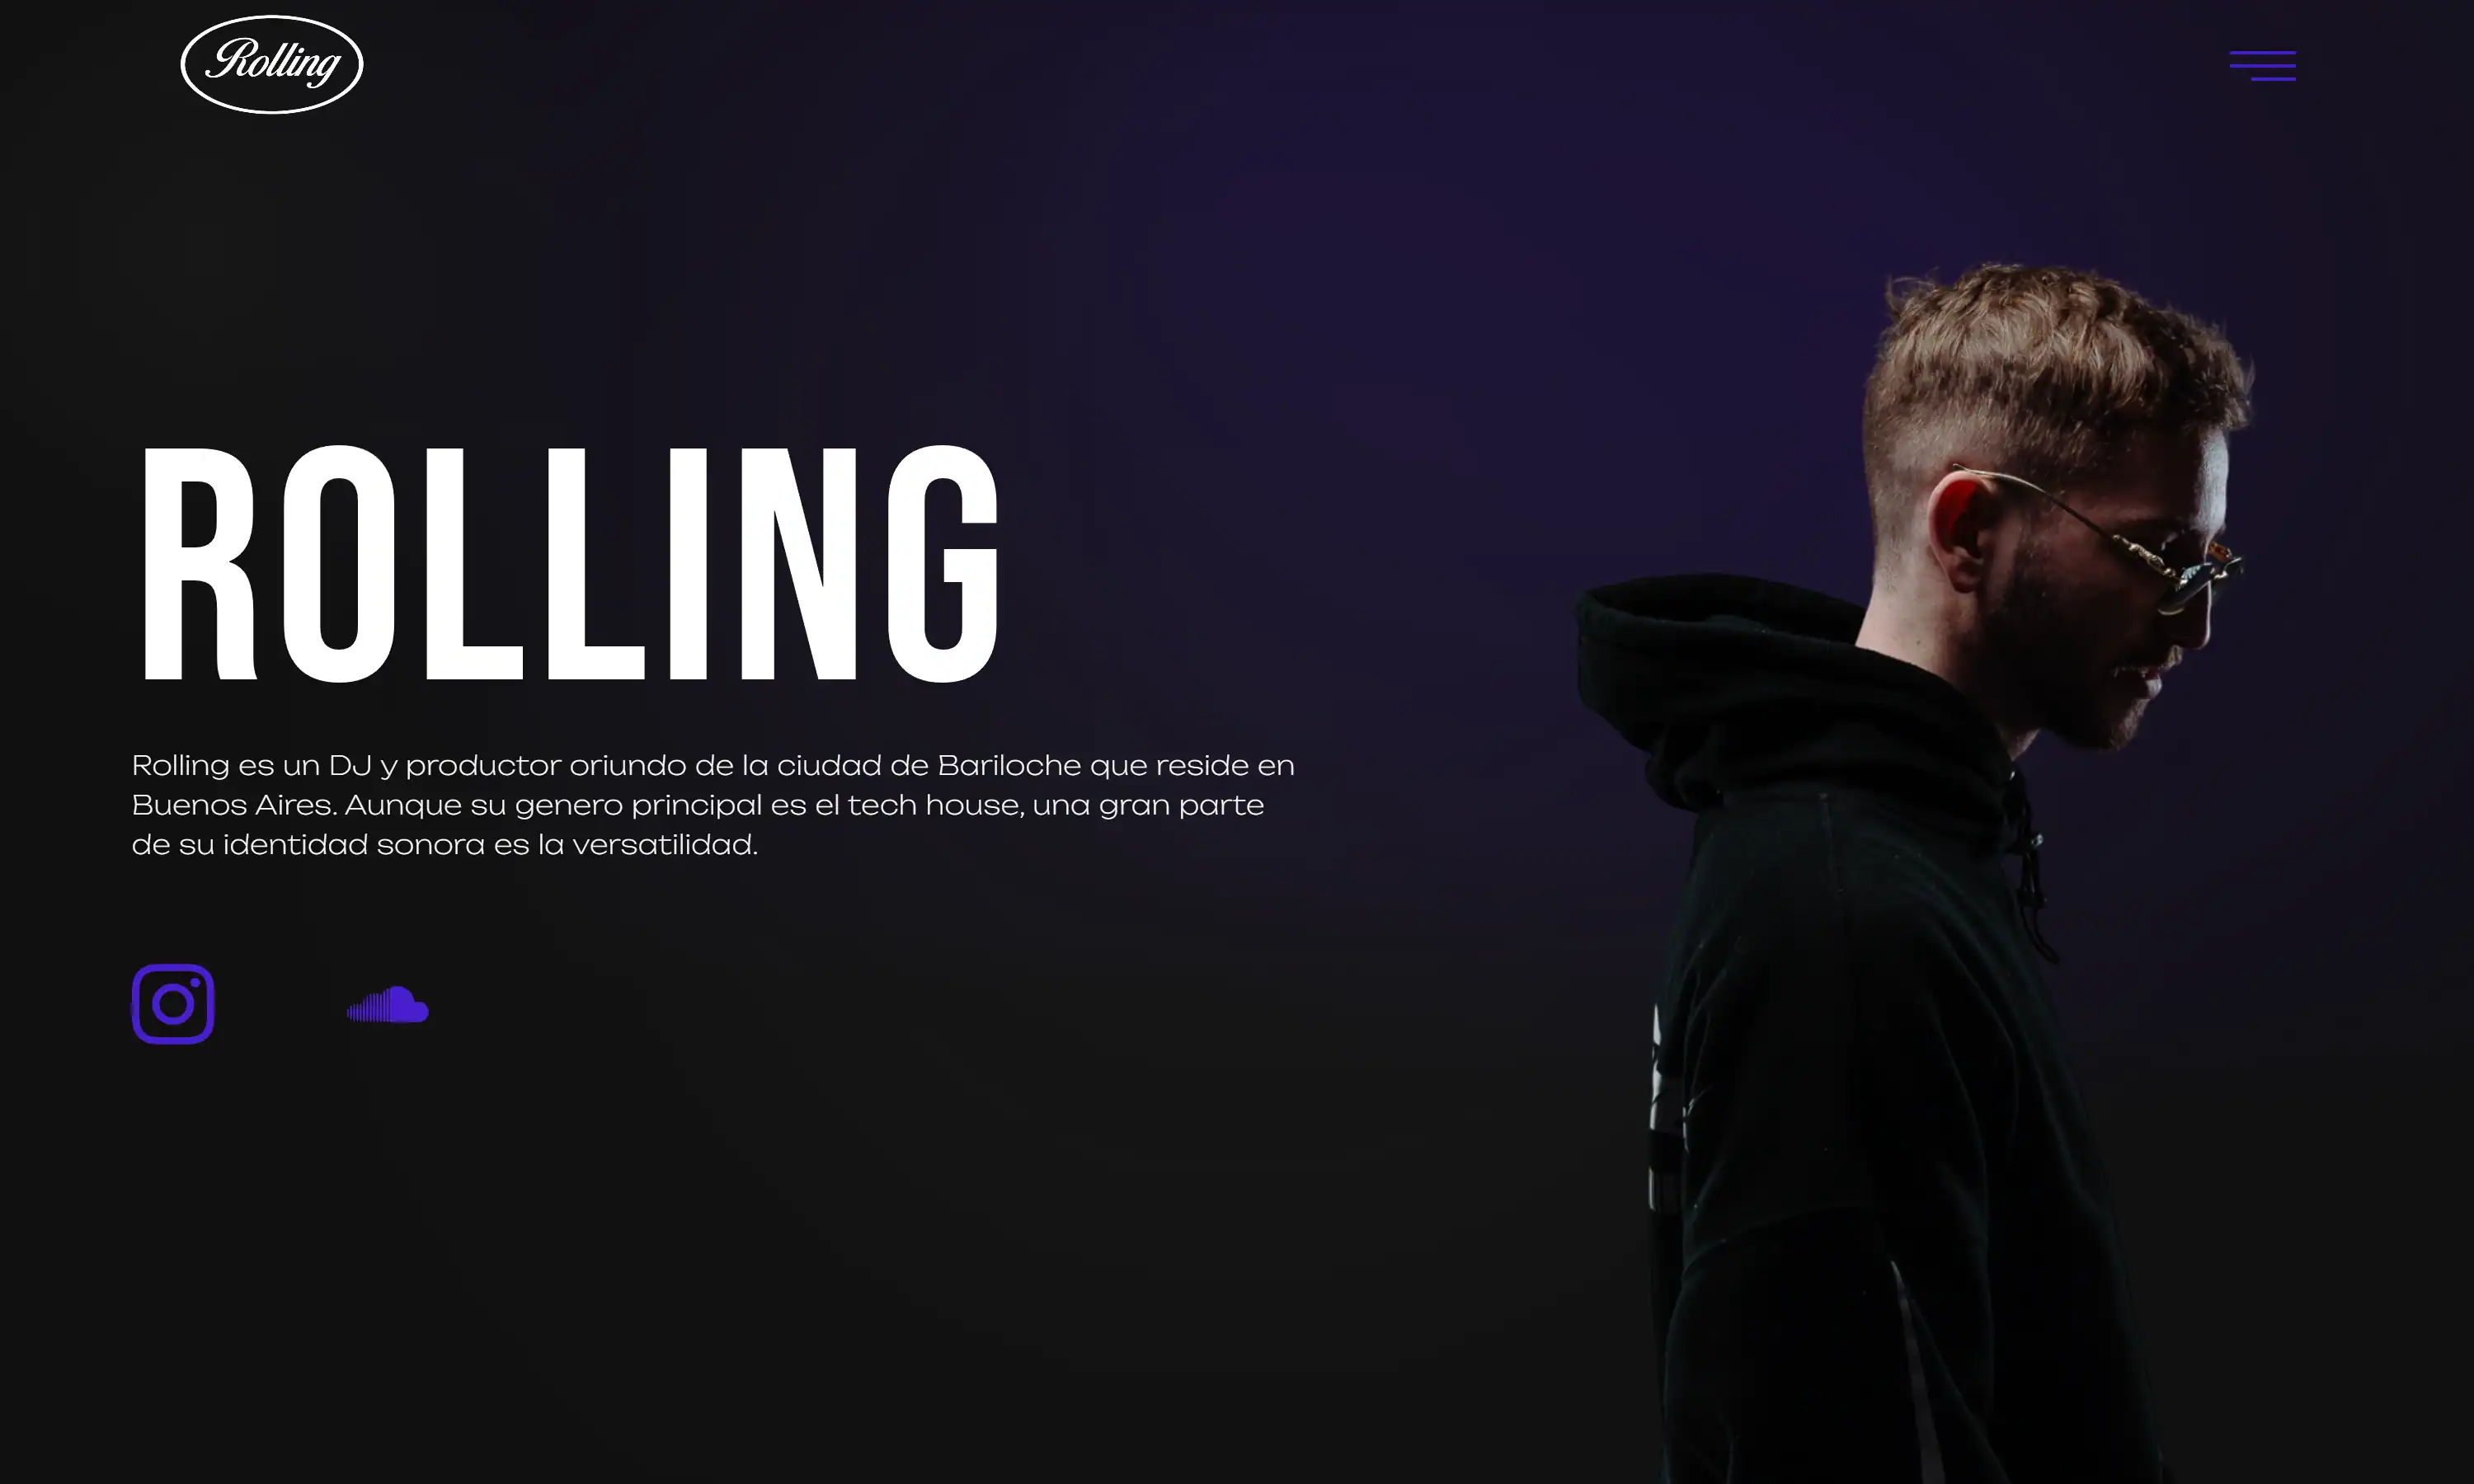 Rolling
ROLLING
Rolling es un DJ y productor oriundo de la ciudad de Bariloche que reside en
Buenos Aires. Aunque su genero principal es el tech house, una gran parte
de su identidad sonora es la versatilidad.